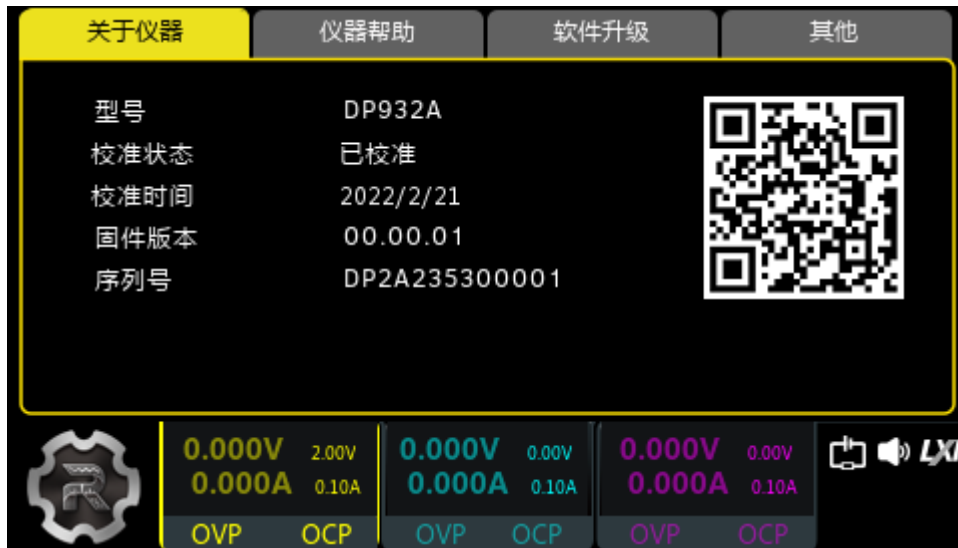 关于仪器 仪器帮助 软件升级 其他
型号 DP932A
校准状态 已校准
校准时间 2022/2/21
固件版本 00.00.01
序列号 DP2A235300001
0.000V 2.00V 0.000V 0.00V 0.000V 0.00V LXI
0.000A 0.10A 0.000A 0.10A 0.000A 0.10A
OVP OCP OVP OCP OVP OCP